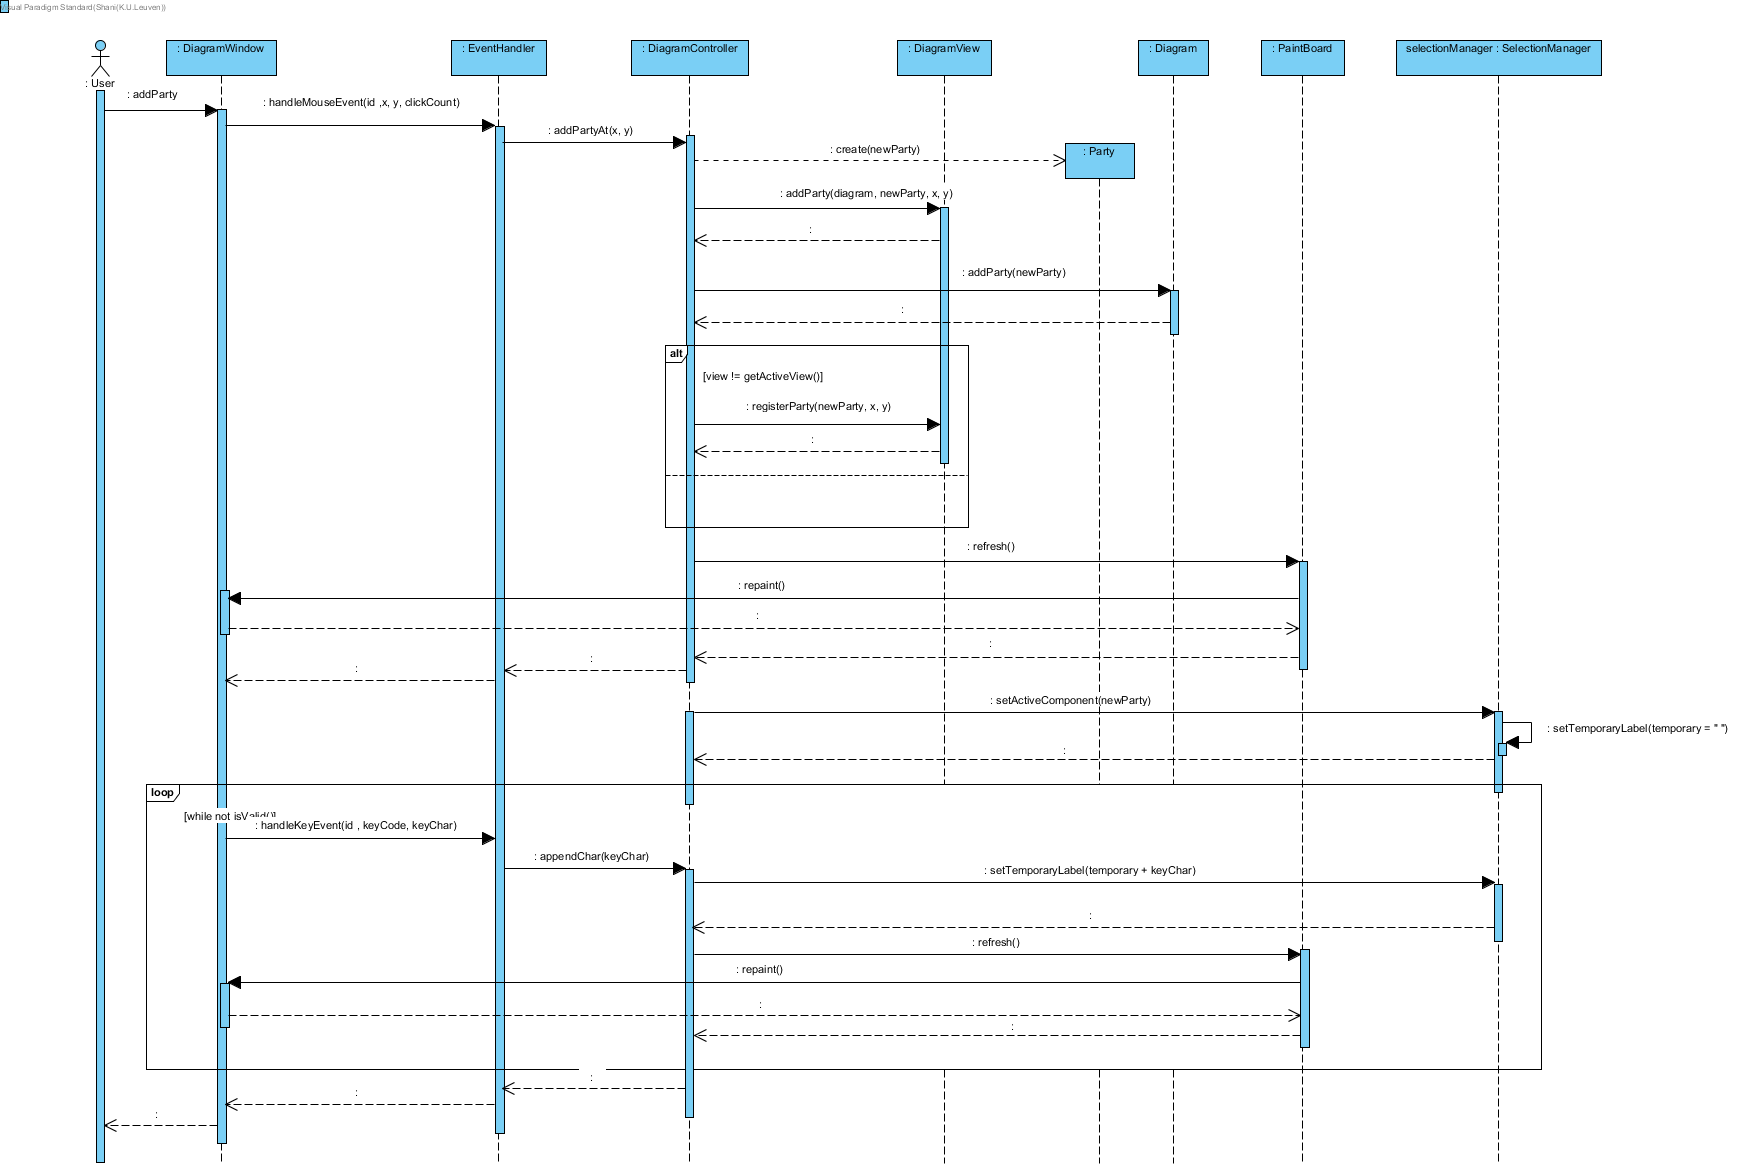 Visual Paradigm Standard(Shani(K.U.Leuven))
: User
: DiagramWindow
: EventHandler
: DiagramController
: DiagramView
: Diagram
: PaintBoard
selectionManager : SelectionManager
: addParty
: handleMouseEvent(id ,x, y, clickCount)
: addPartyAt(x, y)
: create(newParty)
: Party
: addParty(diagram, newParty, x, y)
:
: addParty(newParty)
:
alt
[view != getActiveView()]
: registerParty(newParty, x, y)
:
: refresh()
: repaint()
:
:
:
:
: setActiveComponent(newParty)
: setTemporaryLabel(temporary = " ")
:
loop
[while not isValid()]
: handleKeyEvent(id , keyCode, keyChar)
: appendChar(keyChar)
: setTemporaryLabel(temporary + keyChar)
:
: refresh()
: repaint()
:
:
:
:
: